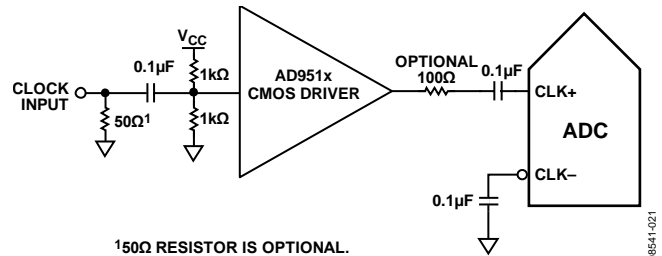 V_CC
0.1µF
1kΩ
CLOCK
INPUT
50Ω¹
1kΩ
AD951x
CMOS DRIVER
OPTIONAL
100Ω
0.1µF
CLK+
ADC
CLK–
0.1µF
¹50Ω RESISTOR IS OPTIONAL.
08541-021